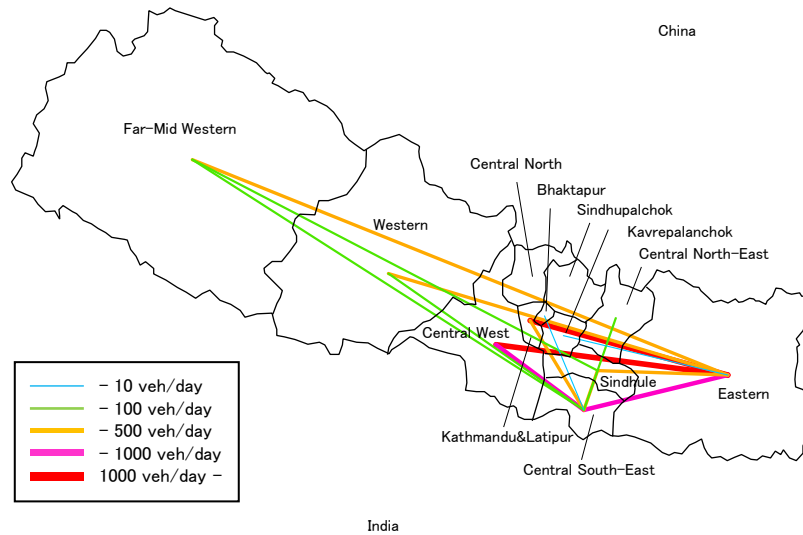 China
Far-Mid Western
Central North
Bhaktapur
Sindhupalchok
Kavrepalanchok
Central North-East
Western
Central West
Sindhule
Eastern
Kathmandu&Latipur
Central South-East
- 10 veh/day
- 100 veh/day
- 500 veh/day
- 1000 veh/day
1000 veh/day -
India